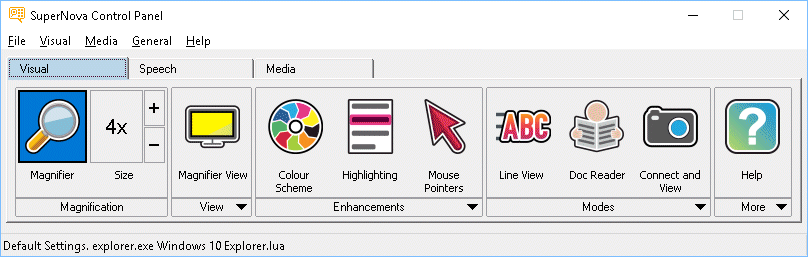 SuperNova Control Panel
File Visual Media General Help
Visual Speech Media
4x + −
Magnifier Size Magnifier View Colour Scheme Highlighting Mouse Pointers ABC Line View Doc Reader Connect and View ? Help
Magnification View Enhancements Modes More
Default Settings. explorer.exe Windows 10 Explorer.lua